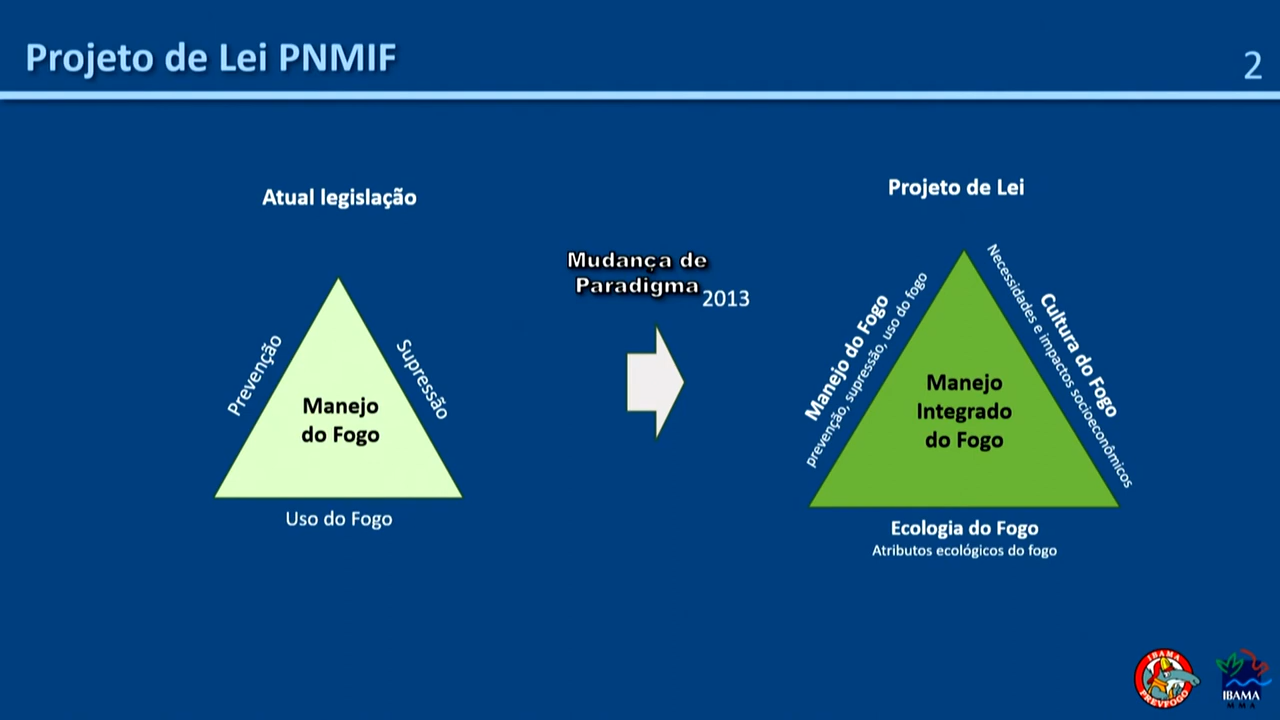 Projeto de Lei PNMIF
2
Atual legislação
Prevenção
Supressão
Manejo
do Fogo
Uso do Fogo
Mudança de
Paradigma
2013
Projeto de Lei
Manejo do Fogo
prevenção, supressão, uso do fogo
Cultura do Fogo
Necessidades e impactos socioeconômicos
Manejo
Integrado
do Fogo
Ecologia do Fogo
Atributos ecológicos do fogo
IBAMA
PREVFOGO
IBAMA
MMA